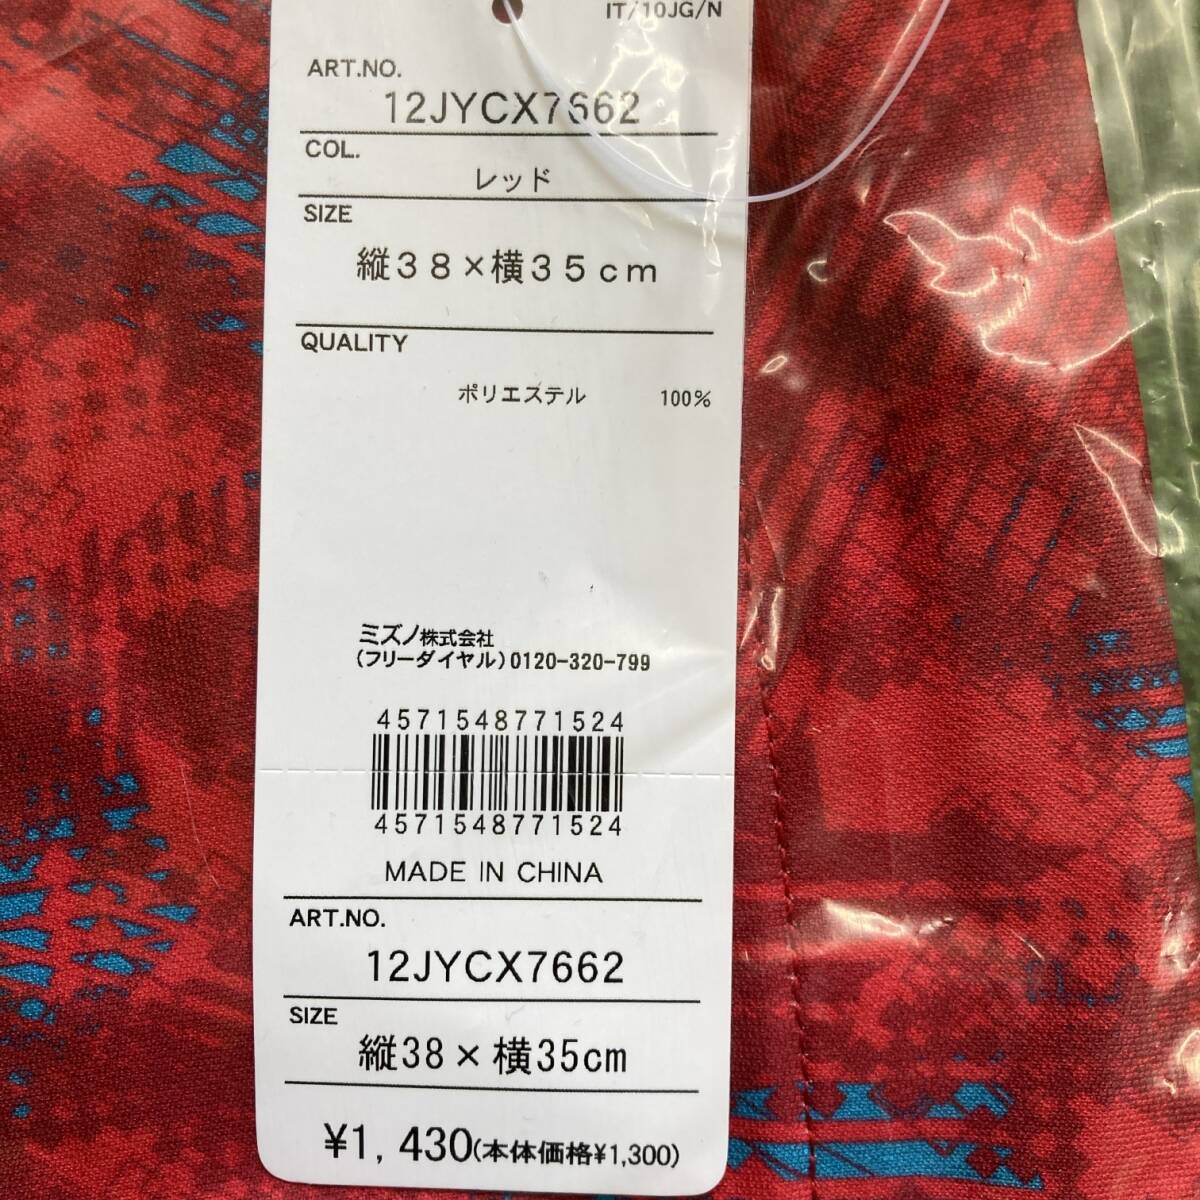 IT/10JG/N
ART.NO.
12JYCX7662
COL.
レッド
SIZE
縦38×横35cm
QUALITY
ポリエステル 100%
ミズノ株式会社
(フリーダイヤル)0120-320-799
4571548771524
4571548771524
MADE IN CHINA
ART.NO.
12JYCX7662
SIZE
縦38×横35cm
¥1,430(本体価格¥1,300)